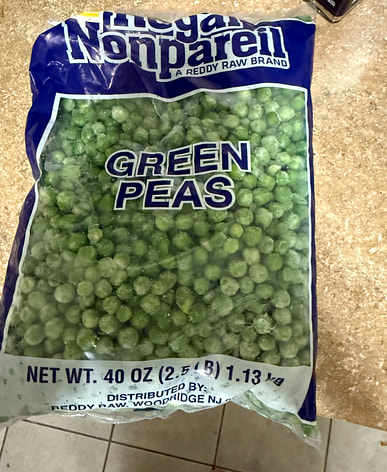 Nonpareil
A REDDY RAW BRAND
GREEN
PEAS
NET WT. 40 OZ (2.5 LB) 1.13 kg
DISTRIBUTED BY:
REDDY RAW, WOODRIDGE NJ